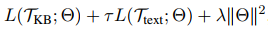 L(𝒯_KB; Θ) + τL(𝒯_text; Θ) + λ‖Θ‖²